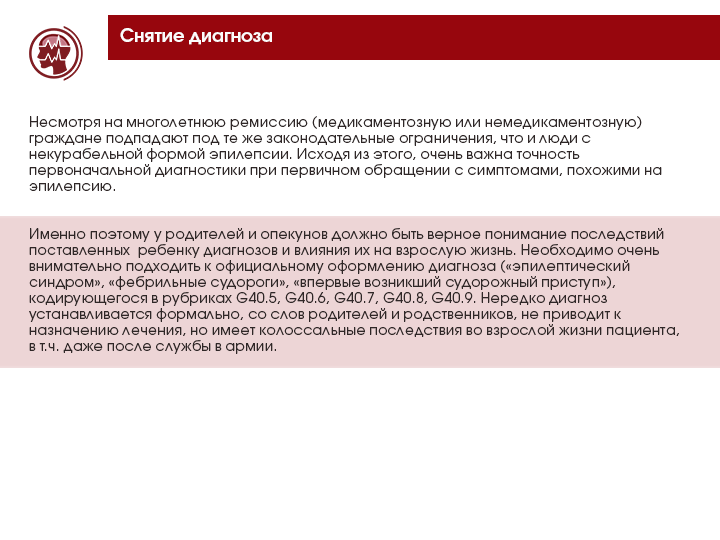 Снятие диагноза
Несмотря на многолетнюю ремиссию (медикаментозную или немедикаментозную)
граждане подпадают под те же законодательные ограничения, что и люди с
некурабельной формой эпилепсии. Исходя из этого, очень важна точность
первоначальной диагностики при первичном обращении с симптомами, похожими на
эпилепсию.
Именно поэтому у родителей и опекунов должно быть верное понимание последствий
поставленных ребенку диагнозов и влияния их на взрослую жизнь. Необходимо очень
внимательно подходить к официальному оформлению диагноза («эпилептический
синдром», «фебрильные судороги», «впервые возникший судорожный приступ»),
кодирующегося в рубриках G40.5, G40.6, G40.7, G40.8, G40.9. Нередко диагноз
устанавливается формально, со слов родителей и родственников, не приводит к
назначению лечения, но имеет колоссальные последствия во взрослой жизни пациента,
в т.ч. даже после службы в армии.